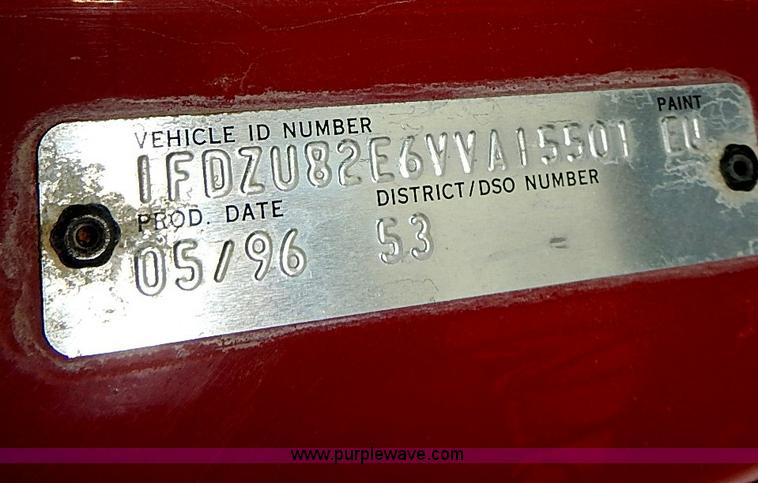 VEHICLE ID NUMBER
PAINT
1FDZU82E6VVA15501 EU
PROD. DATE
DISTRICT/DSO NUMBER
05/96 53 -
www.purplewave.com